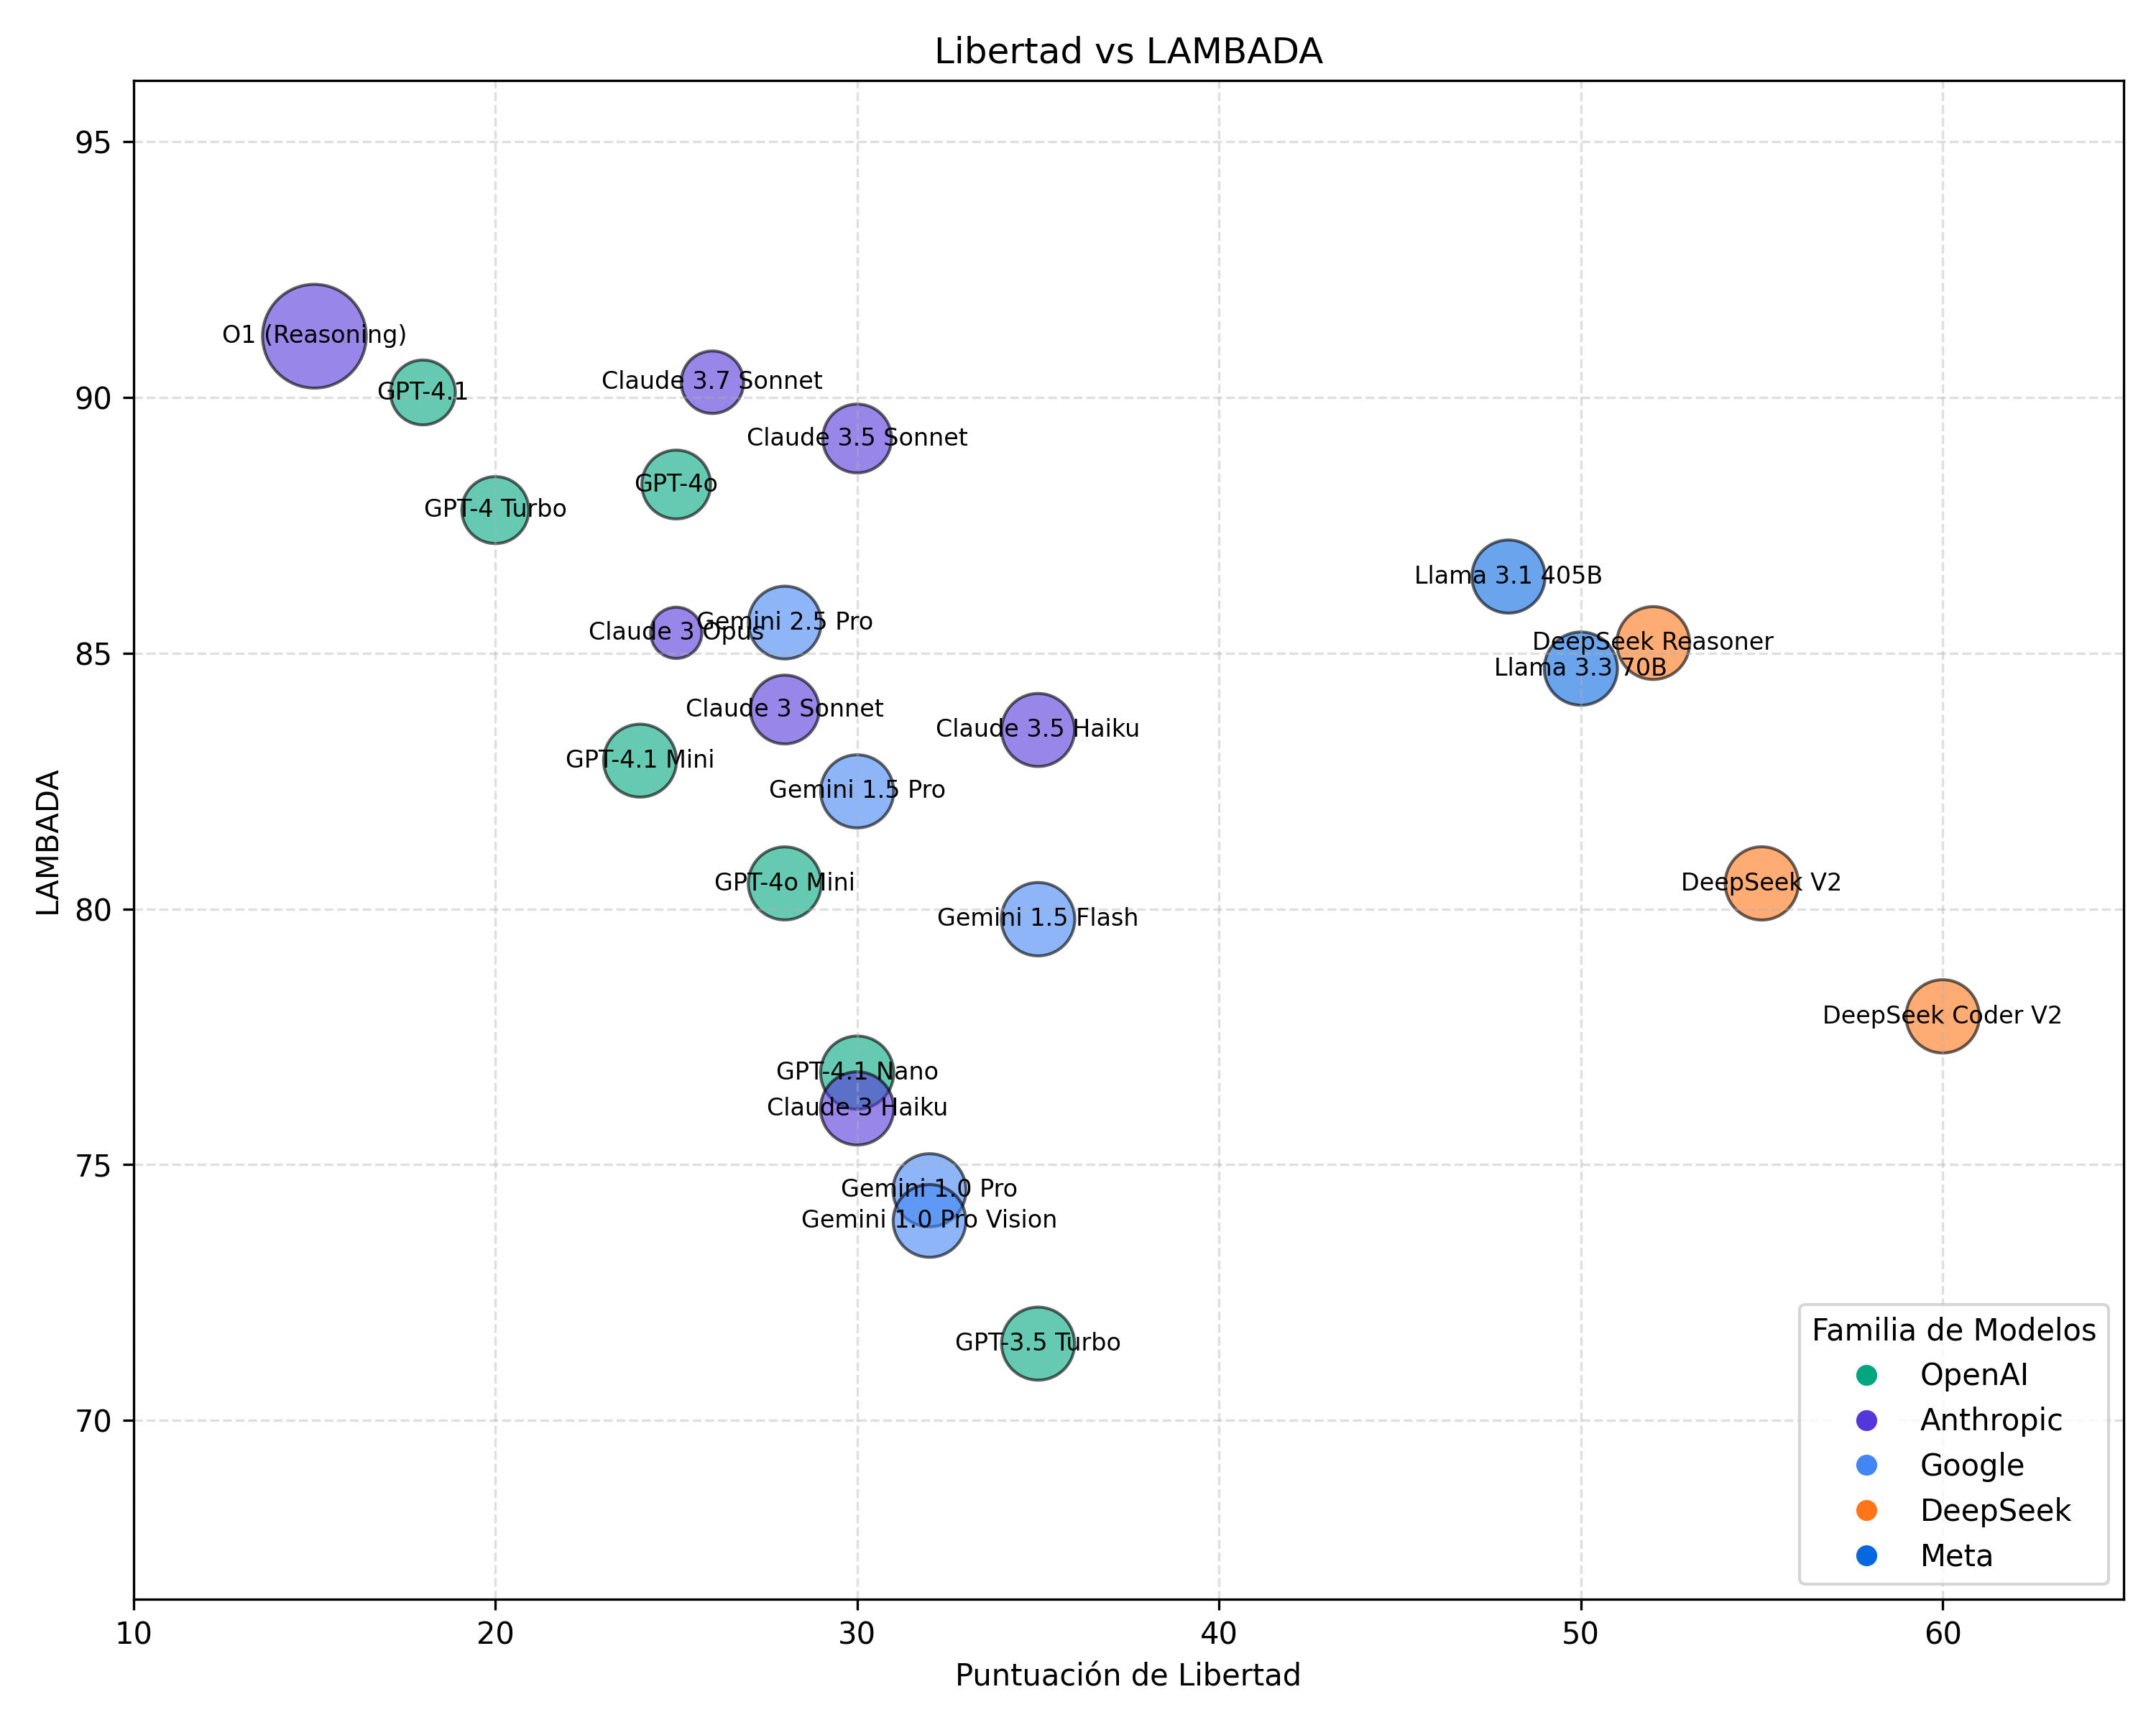 Libertad vs LAMBADA
95
90
85
80
75
70
LAMBADA
O1 (Reasoning)
GPT-4.1
Claude 3.7 Sonnet
Claude 3.5 Sonnet
GPT-4o
GPT-4 Turbo
Llama 3.1 405B
Gemini 2.5 Pro
Claude 3 Opus
DeepSeek Reasoner
Llama 3.3 70B
Claude 3 Sonnet
Claude 3.5 Haiku
GPT-4.1 Mini
Gemini 1.5 Pro
GPT-4o Mini
DeepSeek V2
Gemini 1.5 Flash
DeepSeek Coder V2
GPT-4.1 Nano
Claude 3 Haiku
Gemini 1.0 Pro
Gemini 1.0 Pro Vision
GPT-3.5 Turbo
Familia de Modelos
OpenAI
Anthropic
Google
DeepSeek
Meta
10 20 30 40 50 60
Puntuación de Libertad